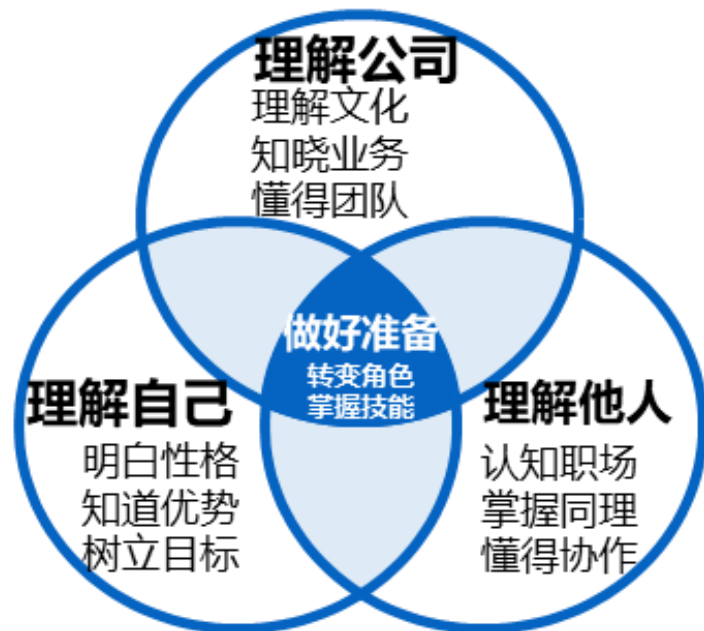 理解公司
理解文化
知晓业务
懂得团队
做好准备
转变角色
掌握技能
理解自己
明白性格
知道优势
树立目标
理解他人
认知职场
掌握同理
懂得协作